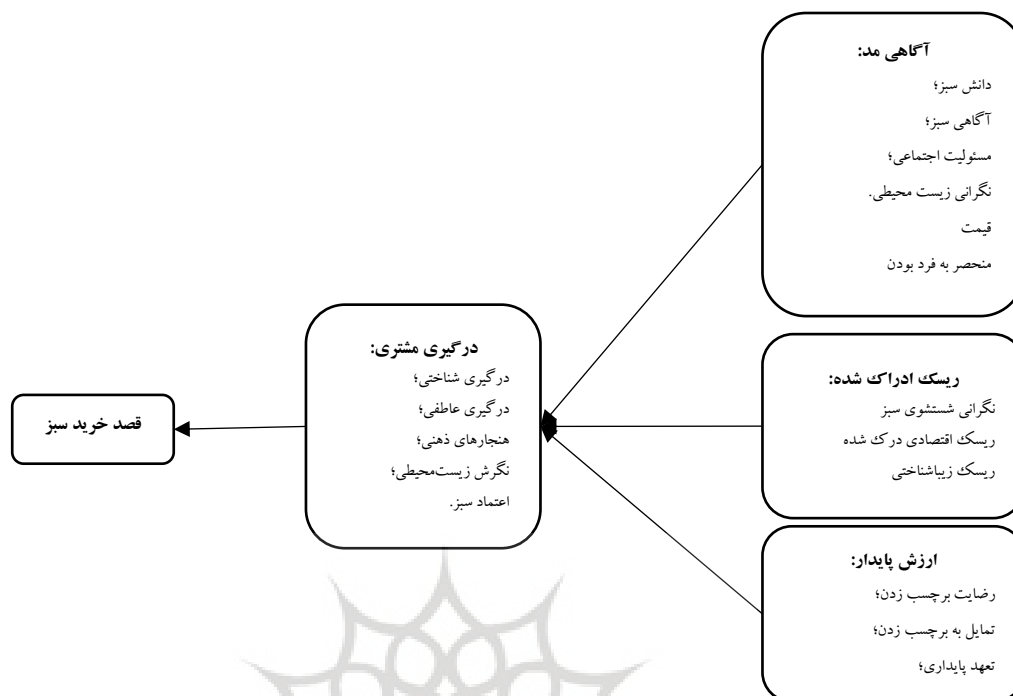 آگاهی مد:
دانش سبز؛
آگاهی سبز؛
مسئولیت اجتماعی؛
نگرانی زیست محیطی.
قیمت
منحصر به فرد بودن
ریسک ادراک شده:
نگرانی شستشوی سبز
ریسک اقتصادی درک شده
ریسک زیباشناختی
ارزش پایدار:
رضایت برچسب زدن؛
تمایل به برچسب زدن؛
تعهد پایداری؛
درگیری مشتری:
درگیری شناختی؛
درگیری عاطفی؛
هنجارهای ذهنی؛
نگرش زیست‌محیطی؛
اعتماد سبز.
قصد خرید سبز